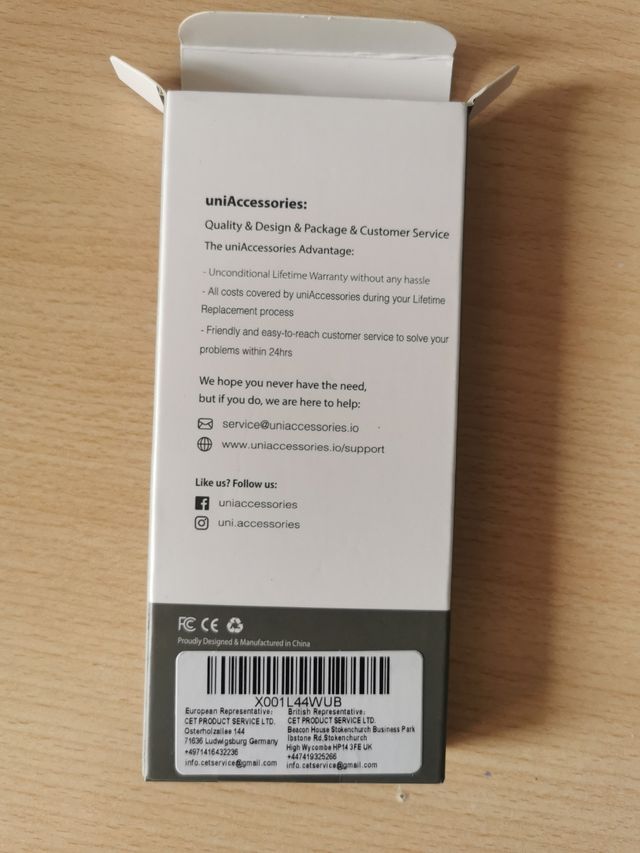 uniAccessories:
Quality & Design & Package & Customer Service
The uniAccessories Advantage:
- Unconditional Lifetime Warranty without any hassle
- All costs covered by uniAccessories during your Lifetime
Replacement process
- Friendly and easy-to-reach customer service to solve your
problems within 24hrs
We hope you never have the need,
but if you do, we are here to help:
service@uniaccessories.io
www.uniaccessories.io/support
Like us? Follow us:
uniaccessories
uni.accessories
FC CE
Proudly Designed & Manufactured in China
X001L44WUB
European Representative:
CET PRODUCT SERVICE LTD.
Osterholzallee 144
71636 Ludwigsburg Germany
+4971416432236
info.cetservice@gmail.com
British Representative:
CET PRODUCT SERVICE LTD.
Beacon House Stokenchurch Business Park
Ibstone Rd,Stokenchurch
High Wycombe HP14 3FE UK
+447419325266
info.cetservice@gmail.com